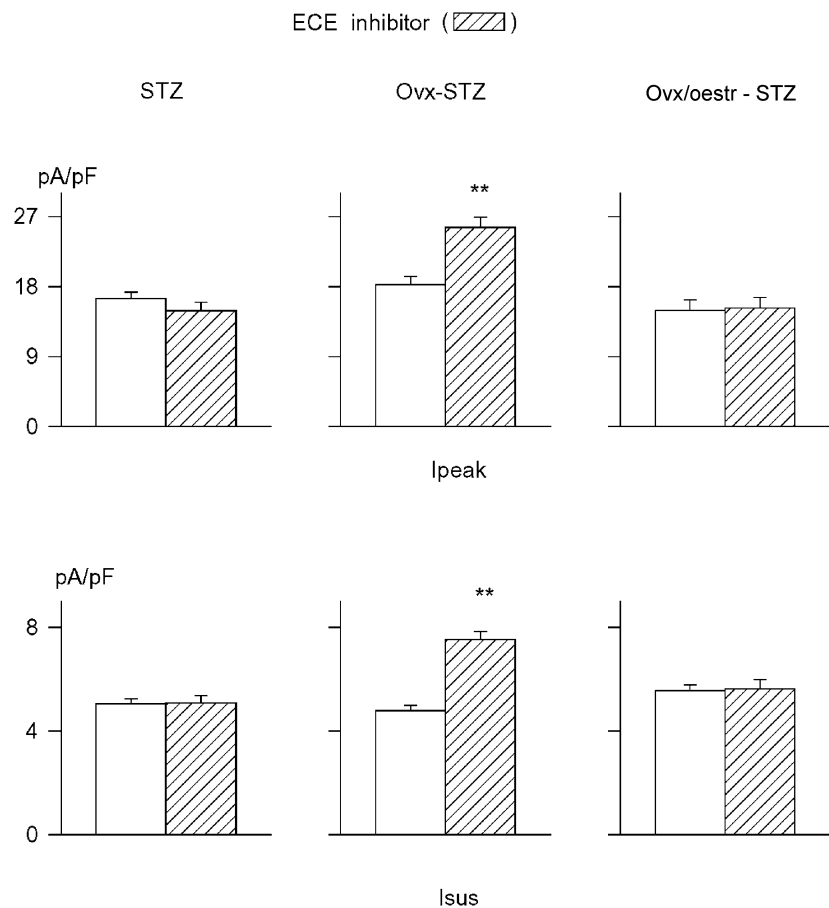 ECE inhibitor ( )
STZ Ovx-STZ Ovx/oestr - STZ
pA/pF
**
27
18
9
0
Ipeak
pA/pF
**
8
4
0
Isus